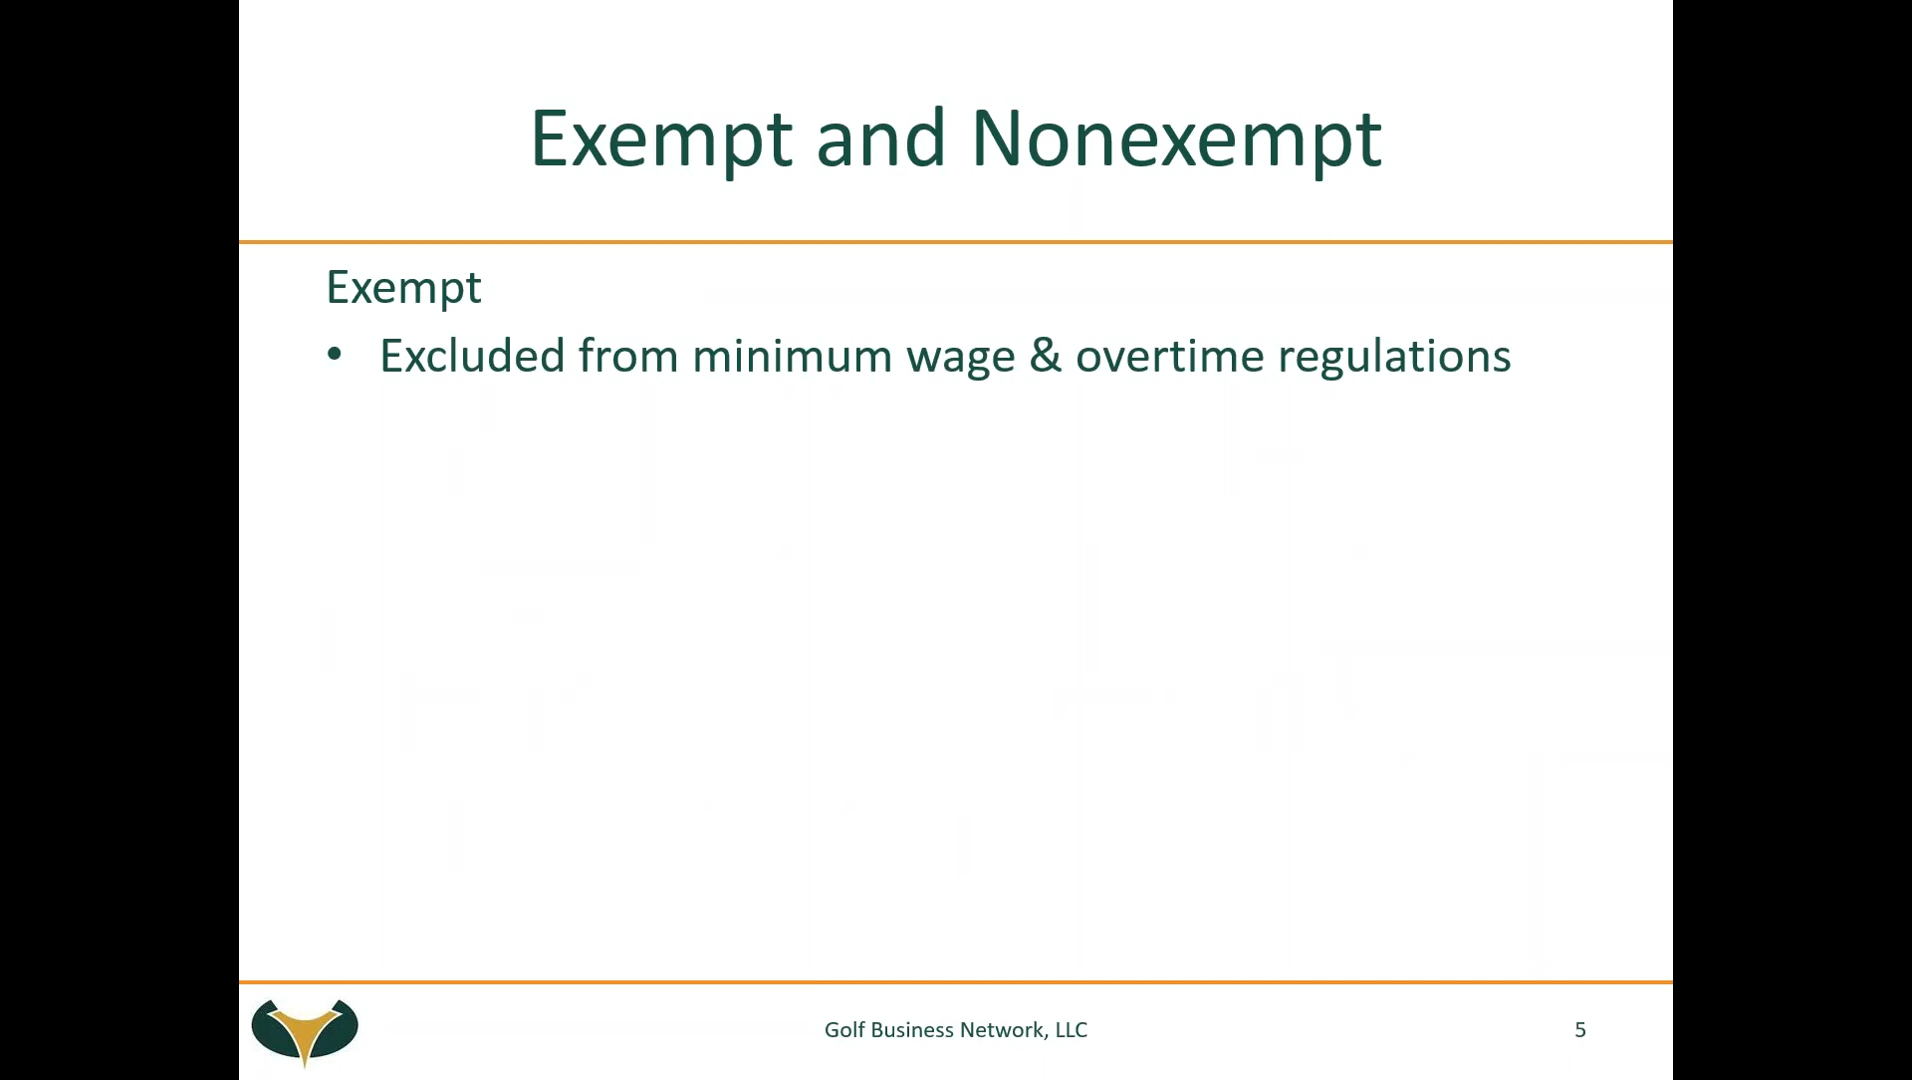 Exempt and Nonexempt
Exempt
• Excluded from minimum wage & overtime regulations
Golf Business Network, LLC
5